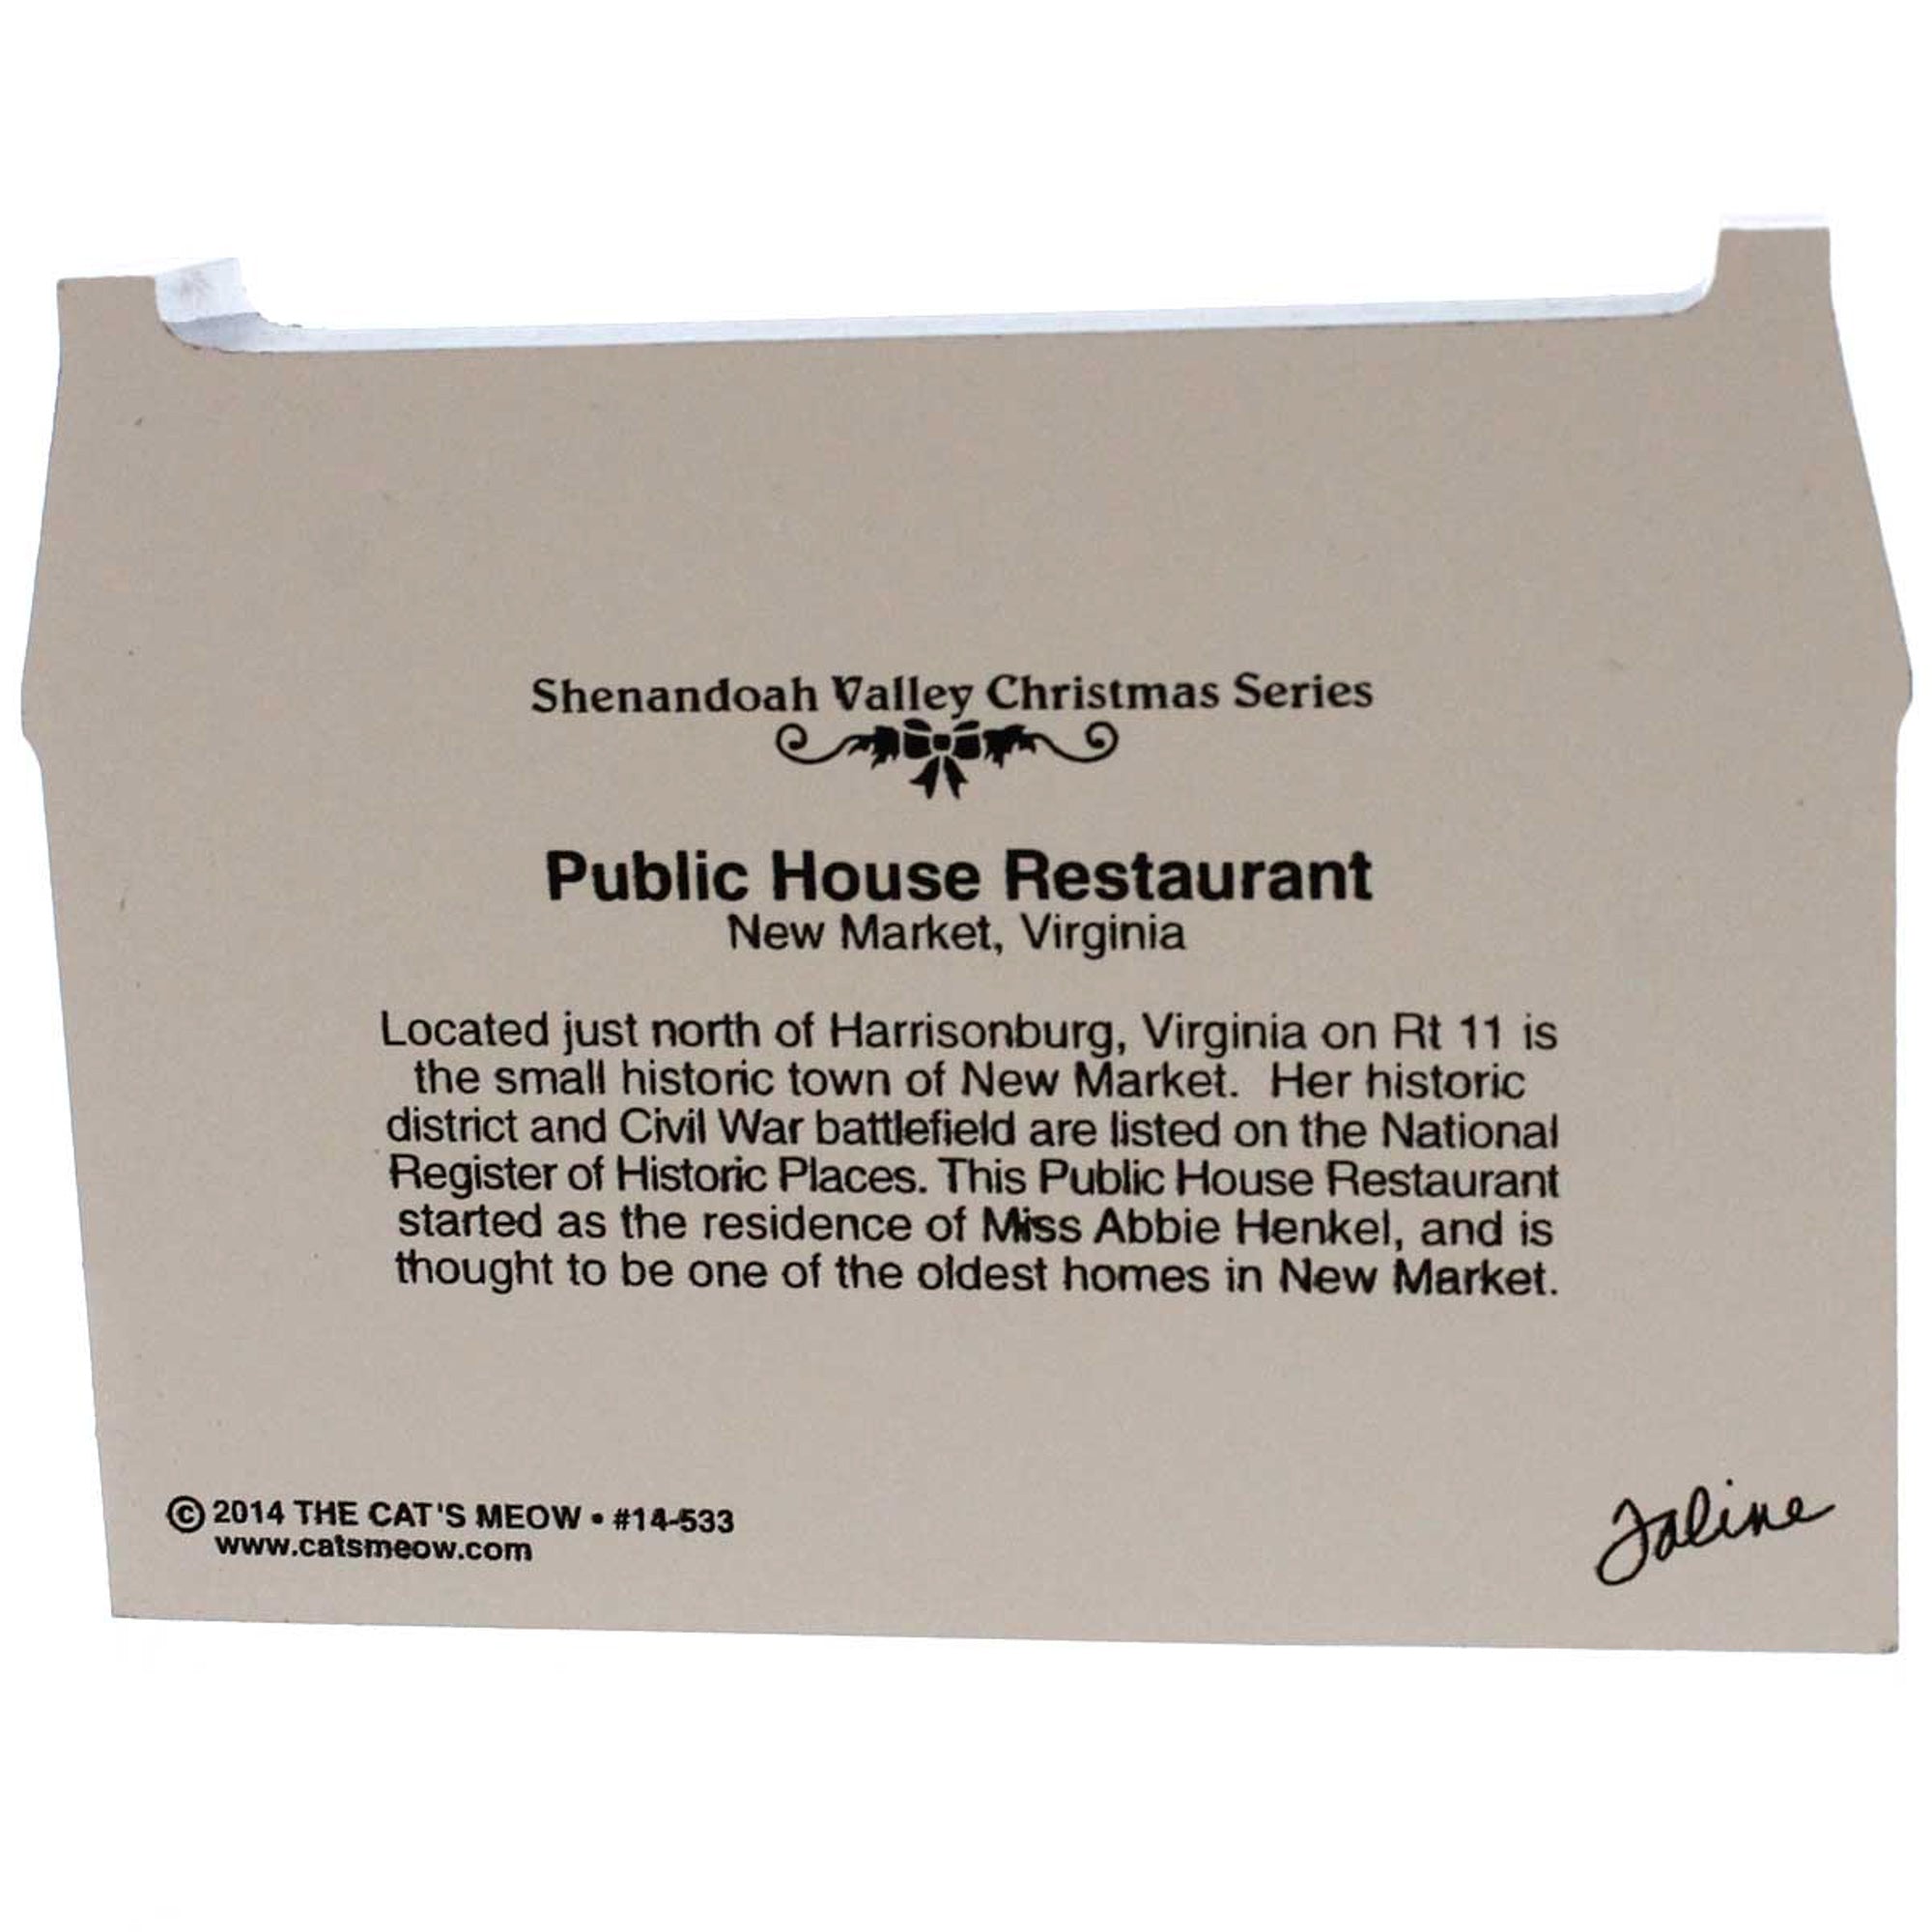 Shenandoah Valley Christmas Series
Public House Restaurant
New Market, Virginia
Located just north of Harrisonburg, Virginia on Rt 11 is
the small historic town of New Market. Her historic
district and Civil War battlefield are listed on the National
Register of Historic Places. This Public House Restaurant
started as the residence of Miss Abbie Henkel, and is
thought to be one of the oldest homes in New Market.
© 2014 THE CAT'S MEOW • #14-533
www.catsmeow.com
Faline